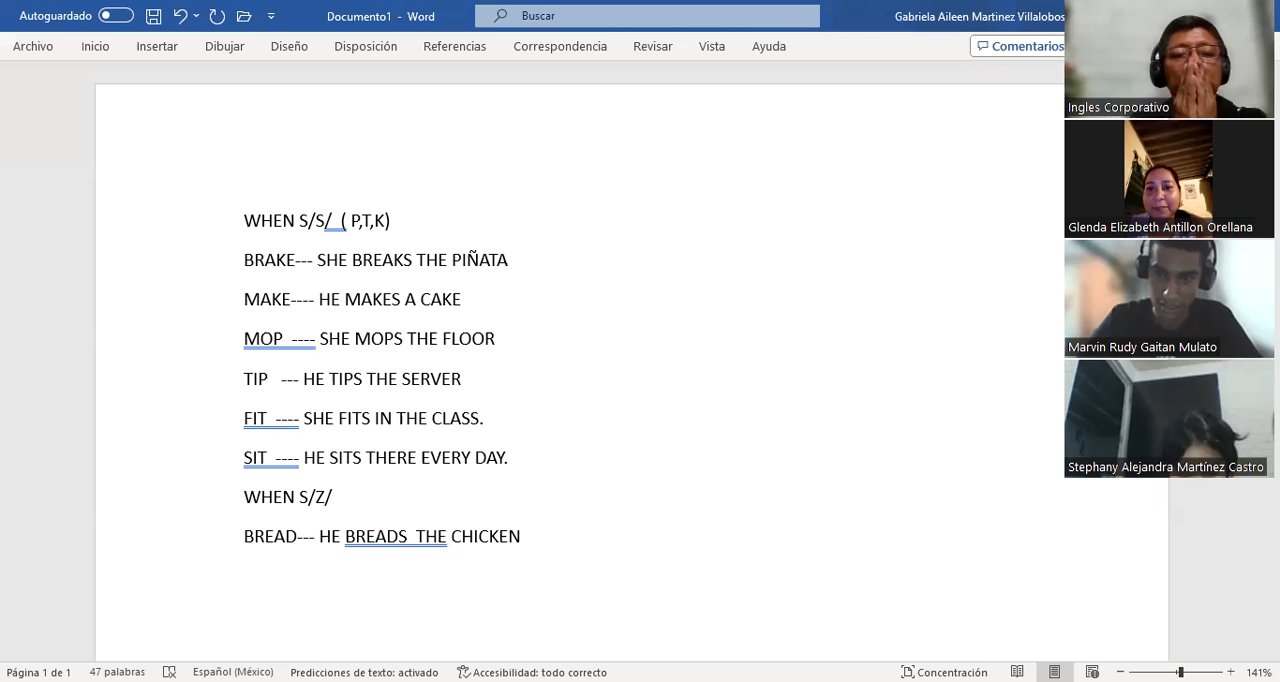 Autoguardado
Documento1 - Word
Buscar
Gabriela Aileen Martinez Villalobos
Archivo Inicio Insertar Dibujar Diseño Disposición Referencias Correspondencia Revisar Vista Ayuda
Comentarios
Ingles Corporativo
Glenda Elizabeth Antillon Orellana
Marvin Rudy Gaitan Mulato
Stephany Alejandra Martínez Castro
WHEN S/S/ ( P,T,K)
BRAKE--- SHE BREAKS THE PIÑATA
MAKE---- HE MAKES A CAKE
MOP ---- SHE MOPS THE FLOOR
TIP --- HE TIPS THE SERVER
FIT ---- SHE FITS IN THE CLASS.
SIT ---- HE SITS THERE EVERY DAY.
WHEN S/Z/
BREAD--- HE BREADS THE CHICKEN
Página 1 de 1 47 palabras Español (México) Predicciones de texto: activado Accesibilidad: todo correcto Concentración 141%